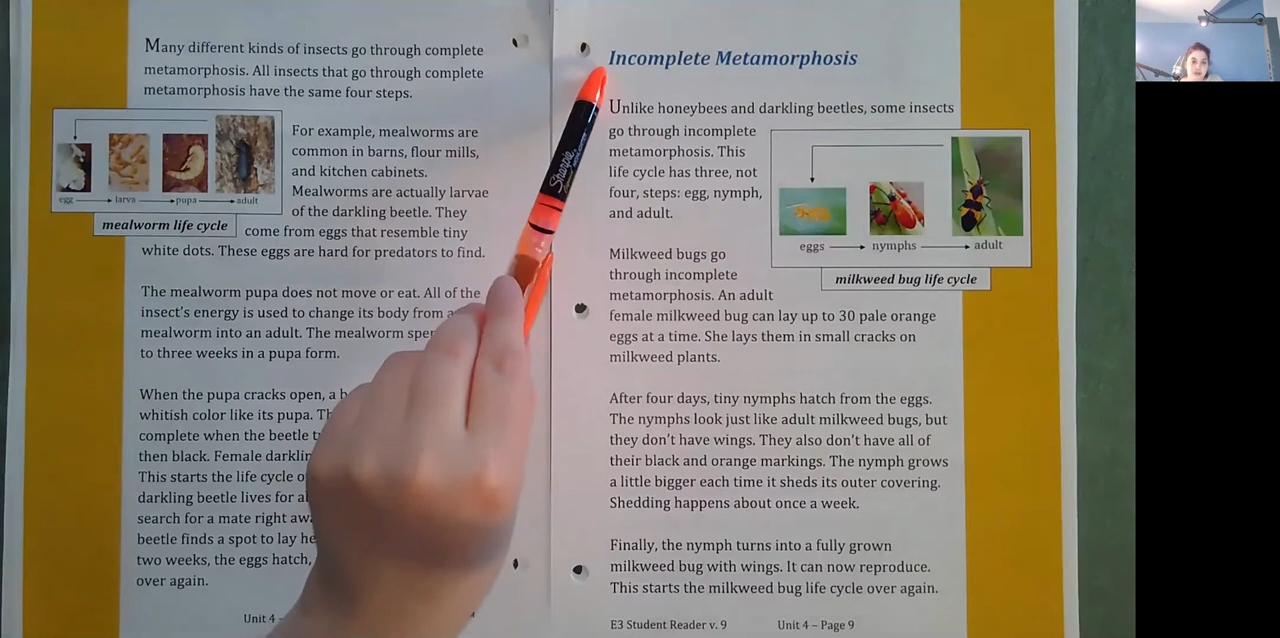 Many different kinds of insects go through complete
metamorphosis. All insects that go through complete
metamorphosis have the same four steps.
egg larva pupa adult
mealworm life cycle
For example, mealworms are
common in barns, flour mills,
and kitchen cabinets.
Mealworms are actually larvae
of the darkling beetle. They
come from eggs that resemble tiny
white dots. These eggs are hard for predators to find.
The mealworm pupa does not move or eat. All of the
insect's energy is used to change its body from
mealworm into an adult. The mealworm
to three weeks in a pupa form.
When the pupa cracks open, a
whitish color like its pupa.
complete when the beetle
then black. Female
This starts the life cycle
darkling beetle lives for
search for a mate right
beetle finds a spot to lay
two weeks, the eggs hatch,
over again.
Unit 4 –
Incomplete Metamorphosis
Unlike honeybees and darkling beetles, some insects
go through incomplete
metamorphosis. This
life cycle has three, not
four, steps: egg, nymph,
and adult.
eggs nymphs adult
milkweed bug life cycle
Milkweed bugs go
through incomplete
metamorphosis. An adult
female milkweed bug can lay up to 30 pale orange
eggs at a time. She lays them in small cracks on
milkweed plants.
After four days, tiny nymphs hatch from the eggs.
The nymphs look just like adult milkweed bugs, but
they don't have wings. They also don't have all of
their black and orange markings. The nymph grows
a little bigger each time it sheds its outer covering.
Shedding happens about once a week.
Finally, the nymph turns into a fully grown
milkweed bug with wings. It can now reproduce.
This starts the milkweed bug life cycle over again.
E3 Student Reader v. 9 Unit 4 – Page 9
Sharpie